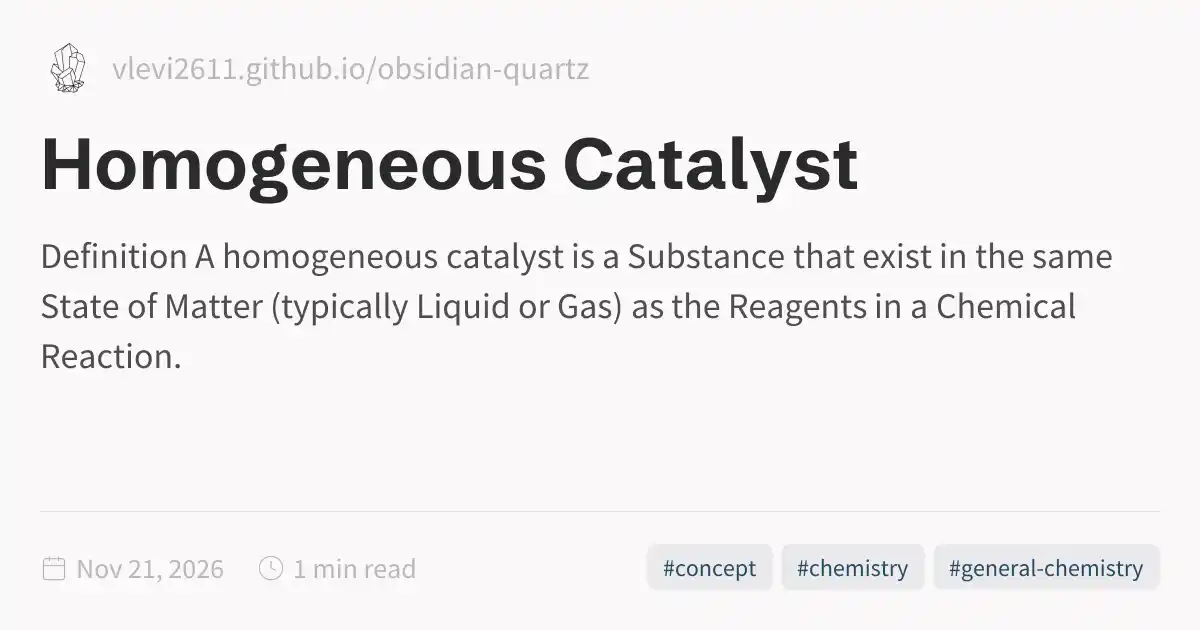 vlevi2611.github.io/obsidian-quartz
Homogeneous Catalyst
Definition A homogeneous catalyst is a Substance that exist in the same
State of Matter (typically Liquid or Gas) as the Reagents in a Chemical
Reaction.
Nov 21, 2026 1 min read #concept #chemistry #general-chemistry